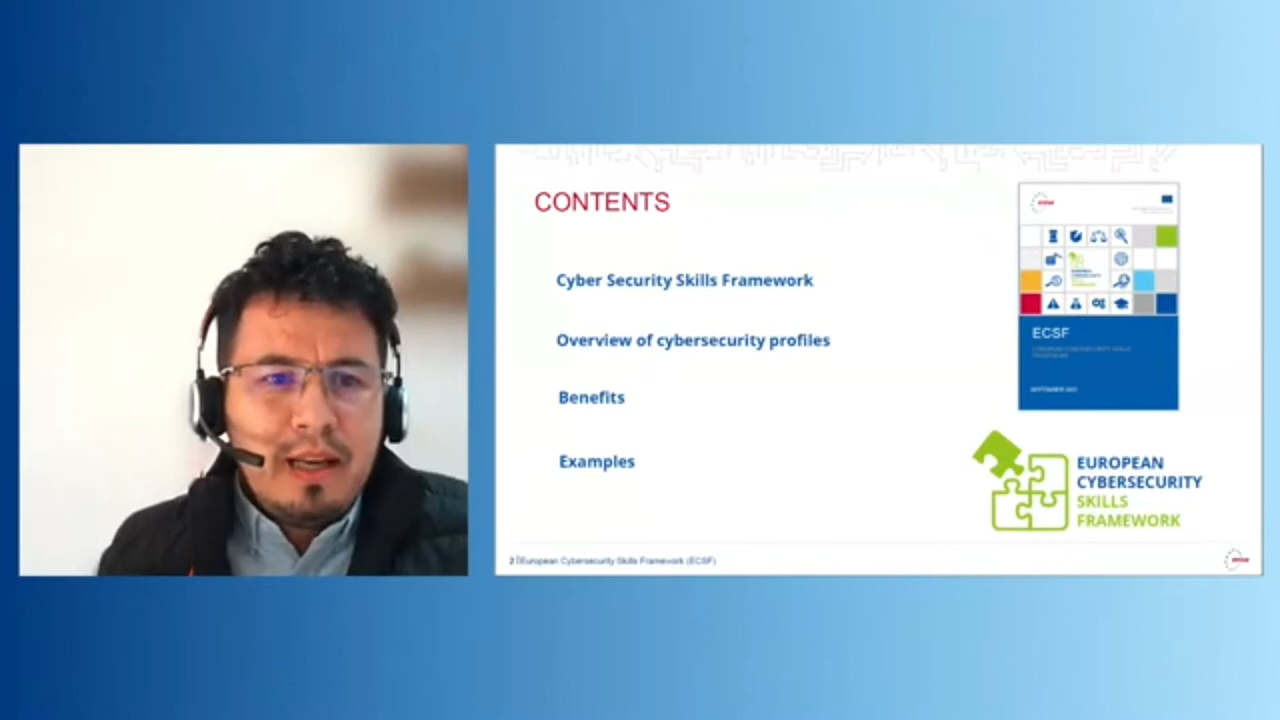 CONTENTS
Cyber Security Skills Framework
Overview of cybersecurity profiles
Benefits
Examples
ECSF
EUROPEAN
CYBERSECURITY
SKILLS
FRAMEWORK
2 | European Cybersecurity Skills Framework (ECSF)